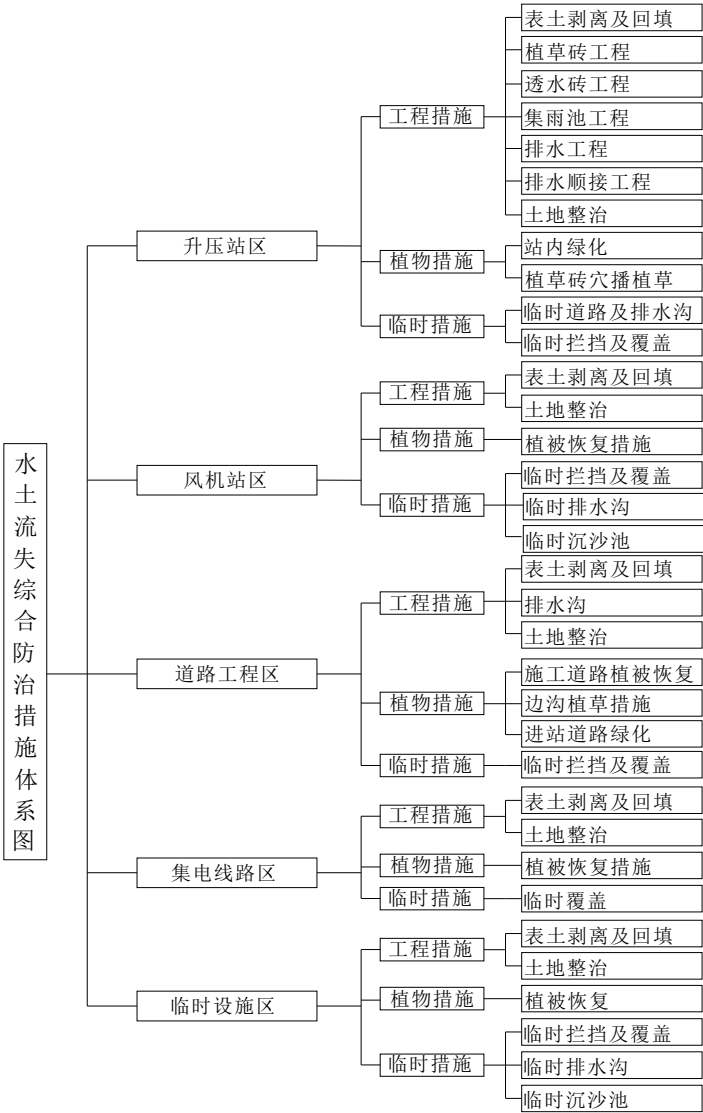 水土流失综合防治措施体系图
升压站区
工程措施
表土剥离及回填
植草砖工程
透水砖工程
集雨池工程
排水工程
排水顺接工程
土地整治
植物措施
站内绿化
植草砖穴播植草
临时措施
临时道路及排水沟
临时拦挡及覆盖
风机站区
工程措施
表土剥离及回填
土地整治
植物措施
植被恢复措施
临时措施
临时拦挡及覆盖
临时排水沟
临时沉沙池
道路工程区
工程措施
表土剥离及回填
排水沟
土地整治
植物措施
施工道路植被恢复
边沟植草措施
进站道路绿化
临时措施
临时拦挡及覆盖
集电线路区
工程措施
表土剥离及回填
土地整治
植物措施
植被恢复措施
临时措施
临时覆盖
临时设施区
工程措施
表土剥离及回填
土地整治
植物措施
植被恢复
临时措施
临时拦挡及覆盖
临时排水沟
临时沉沙池